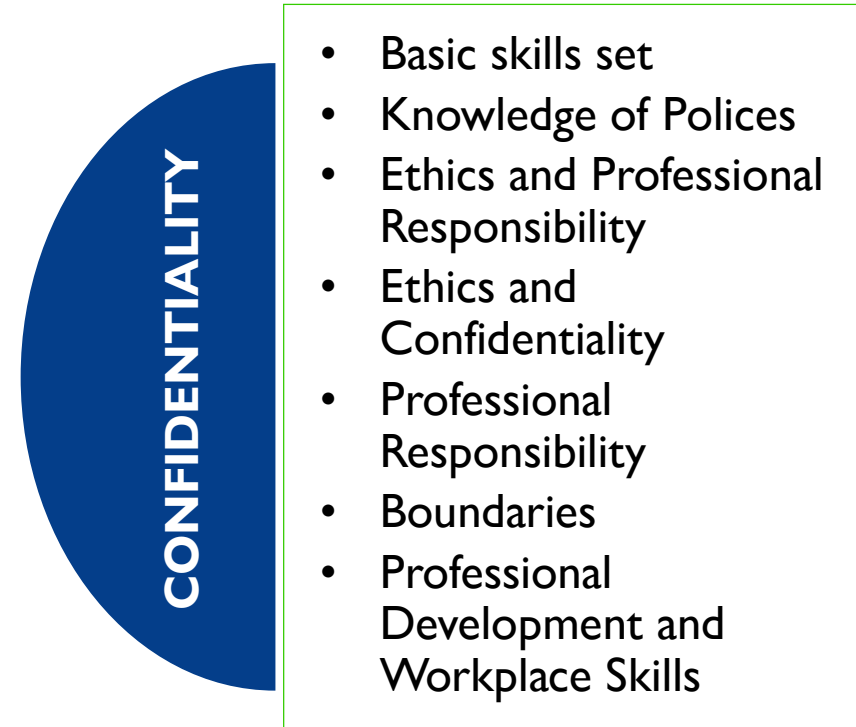 CONFIDENTIALITY
• Basic skills set
• Knowledge of Polices
• Ethics and Professional
Responsibility
• Ethics and
Confidentiality
• Professional
Responsibility
• Boundaries
• Professional
Development and
Workplace Skills